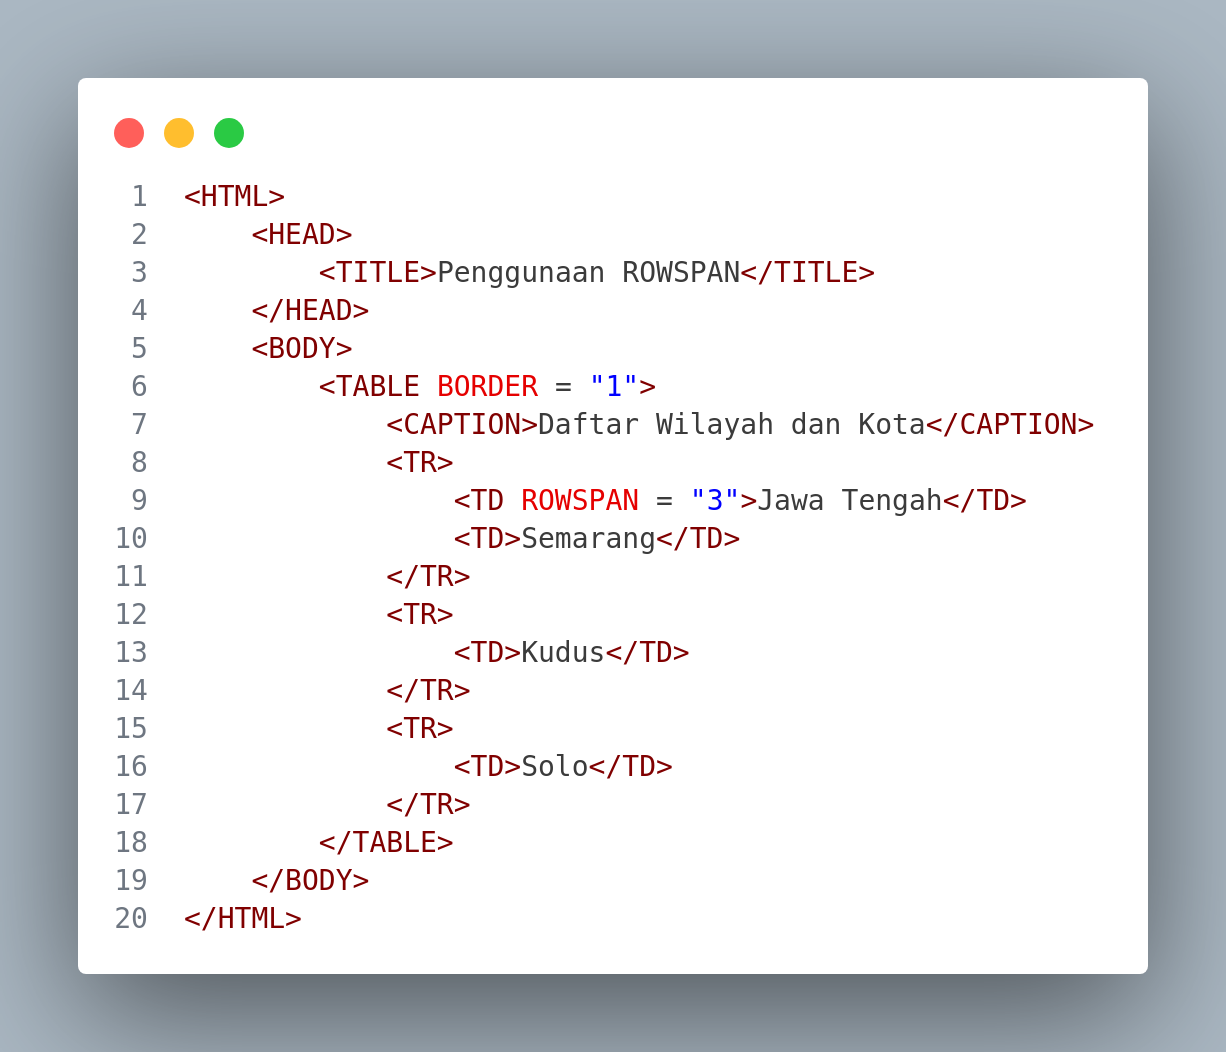 1 <HTML>
2     <HEAD>
3         <TITLE>Penggunaan ROWSPAN</TITLE>
4     </HEAD>
5     <BODY>
6         <TABLE BORDER = "1">
7             <CAPTION>Daftar Wilayah dan Kota</CAPTION>
8             <TR>
9                 <TD ROWSPAN = "3">Jawa Tengah</TD>
10                 <TD>Semarang</TD>
11             </TR>
12             <TR>
13                 <TD>Kudus</TD>
14             </TR>
15             <TR>
16                 <TD>Solo</TD>
17             </TR>
18         </TABLE>
19     </BODY>
20 </HTML>